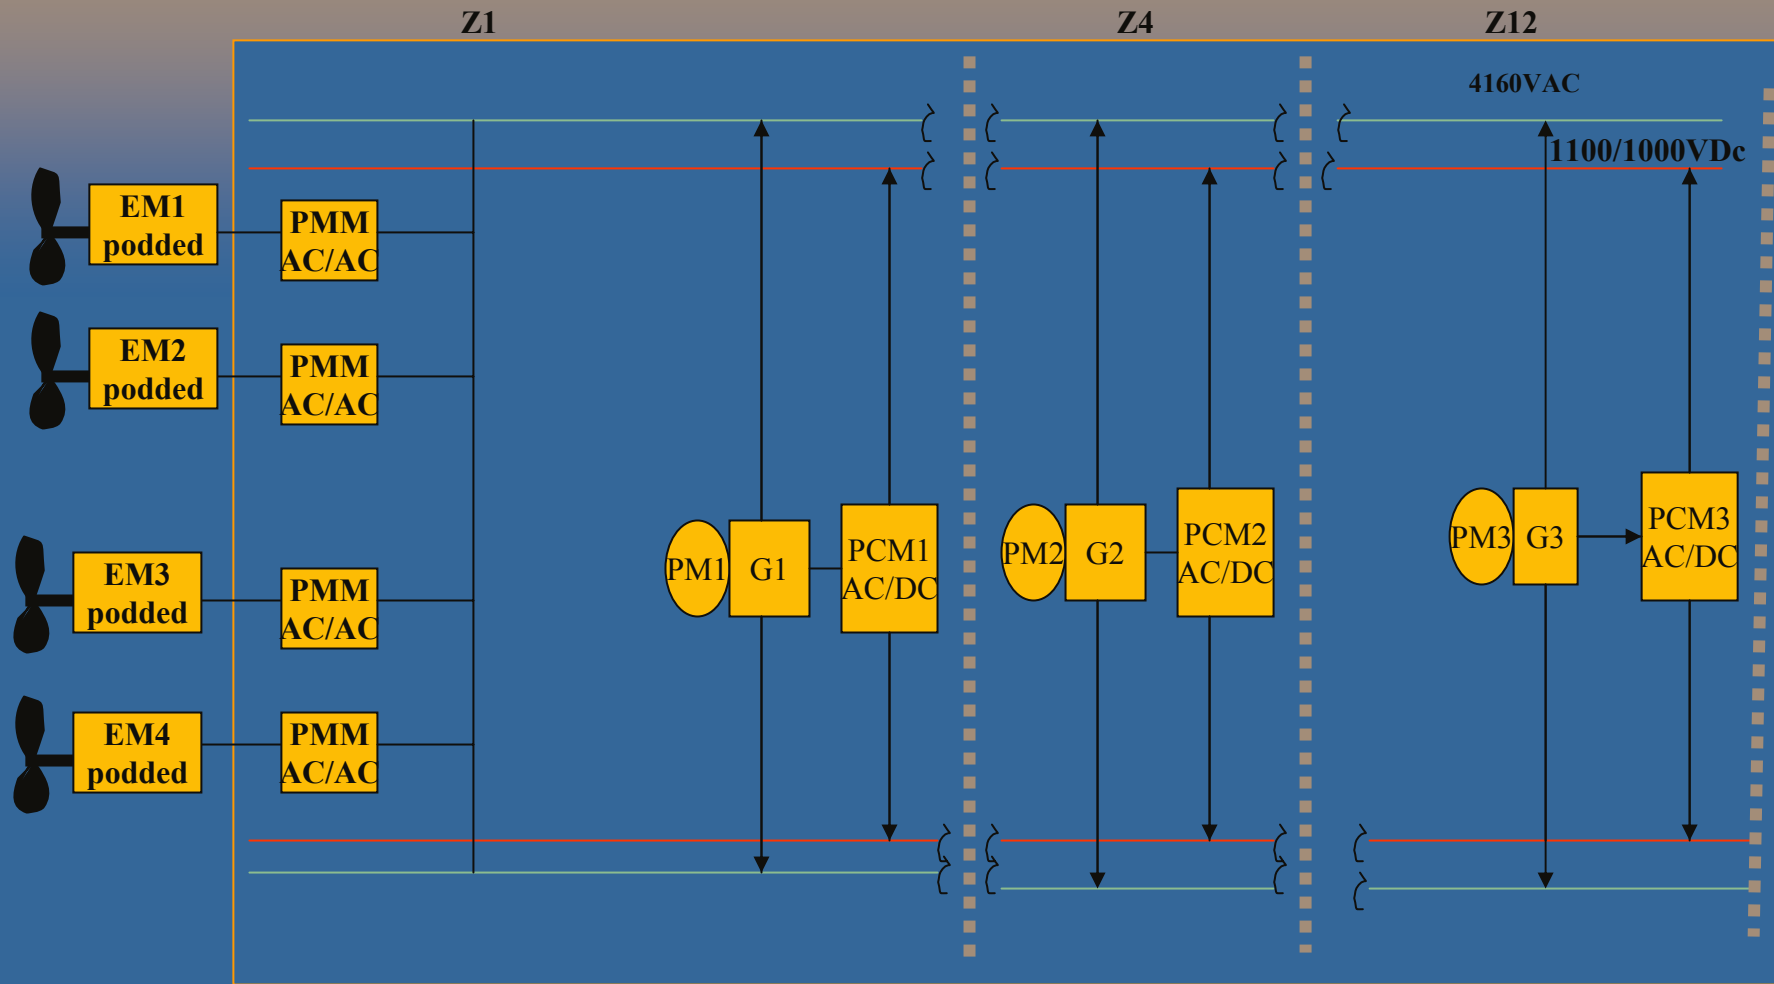 Z1
Z4
Z12
4160VAC
1100/1000VDc
EM1
podded
PMM
AC/AC
EM2
podded
PMM
AC/AC
EM3
podded
PMM
AC/AC
EM4
podded
PMM
AC/AC
PM1
G1
PCM1
AC/DC
PM2
G2
PCM2
AC/DC
PM3
G3
PCM3
AC/DC